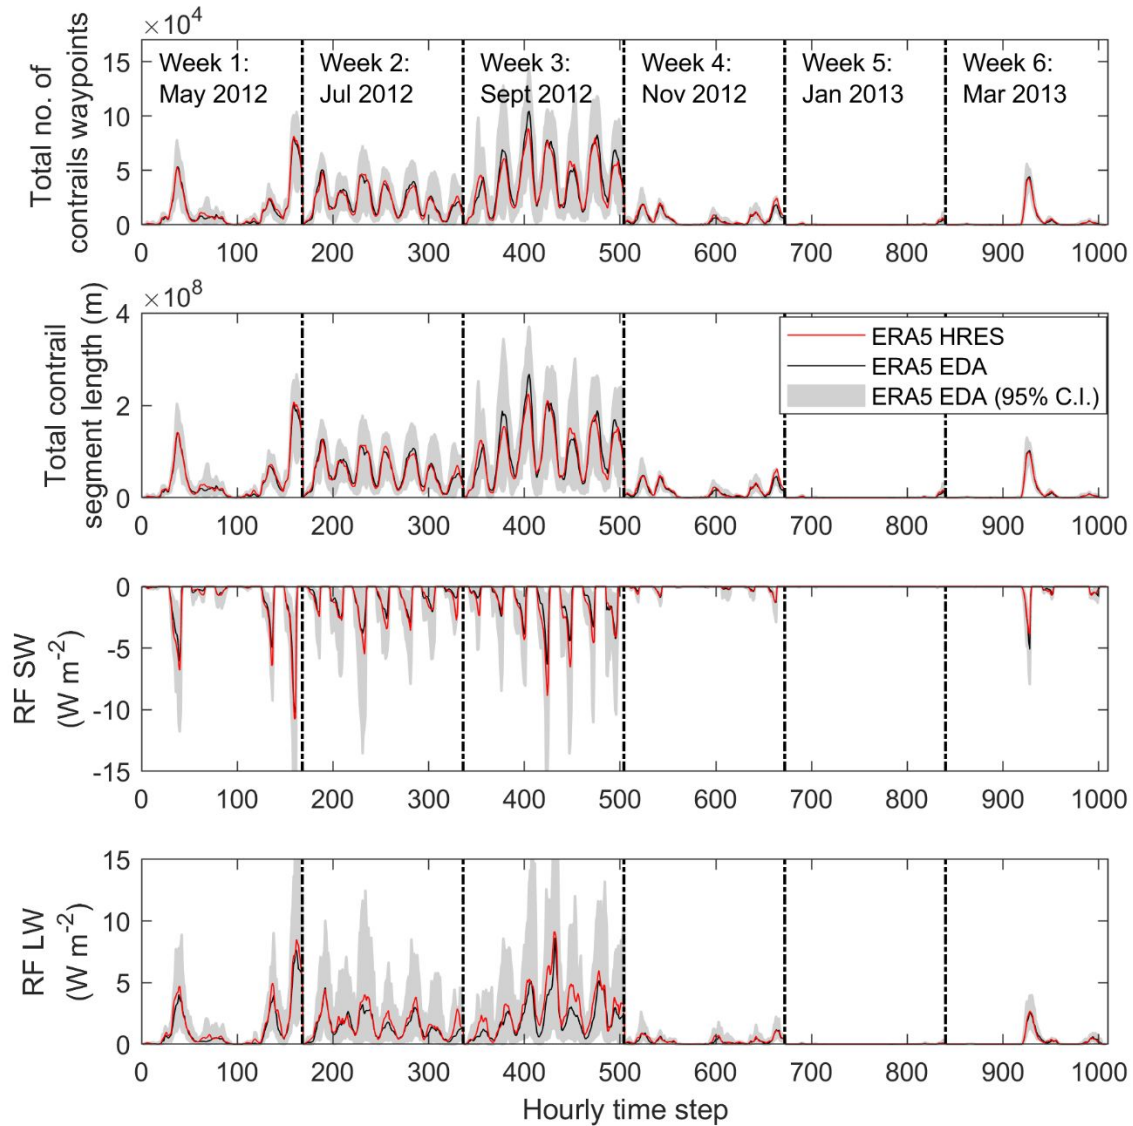 ×10⁴
Total no. of
contrails waypoints
15
10
5
0
Week 1:
May 2012
Week 2:
Jul 2012
Week 3:
Sept 2012
Week 4:
Nov 2012
Week 5:
Jan 2013
Week 6:
Mar 2013
0 100 200 300 400 500 600 700 800 900 1000
×10⁸
Total contrail
segment length (m)
4
2
0
ERA5 HRES
ERA5 EDA
ERA5 EDA (95% C.I.)
0 100 200 300 400 500 600 700 800 900 1000
RF SW
(W m⁻²)
0
-5
-10
-15
0 100 200 300 400 500 600 700 800 900 1000
RF LW
(W m⁻²)
15
10
5
0
0 100 200 300 400 500 600 700 800 900 1000
Hourly time step